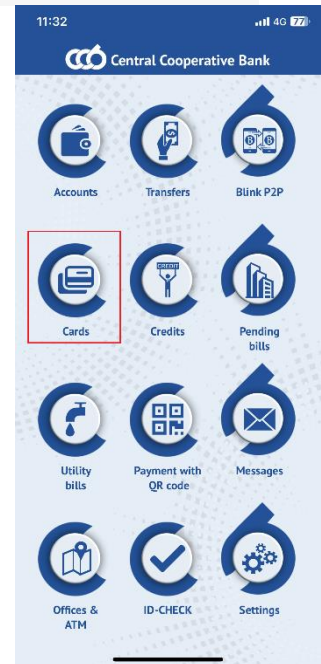 11:32
4G 77
Central Cooperative Bank
Accounts
Transfers
Blink P2P
CREDIT
Cards
Credits
Pending
bills
Utility
bills
Payment with
QR code
Messages
Offices &
ATM
ID-CHECK
Settings